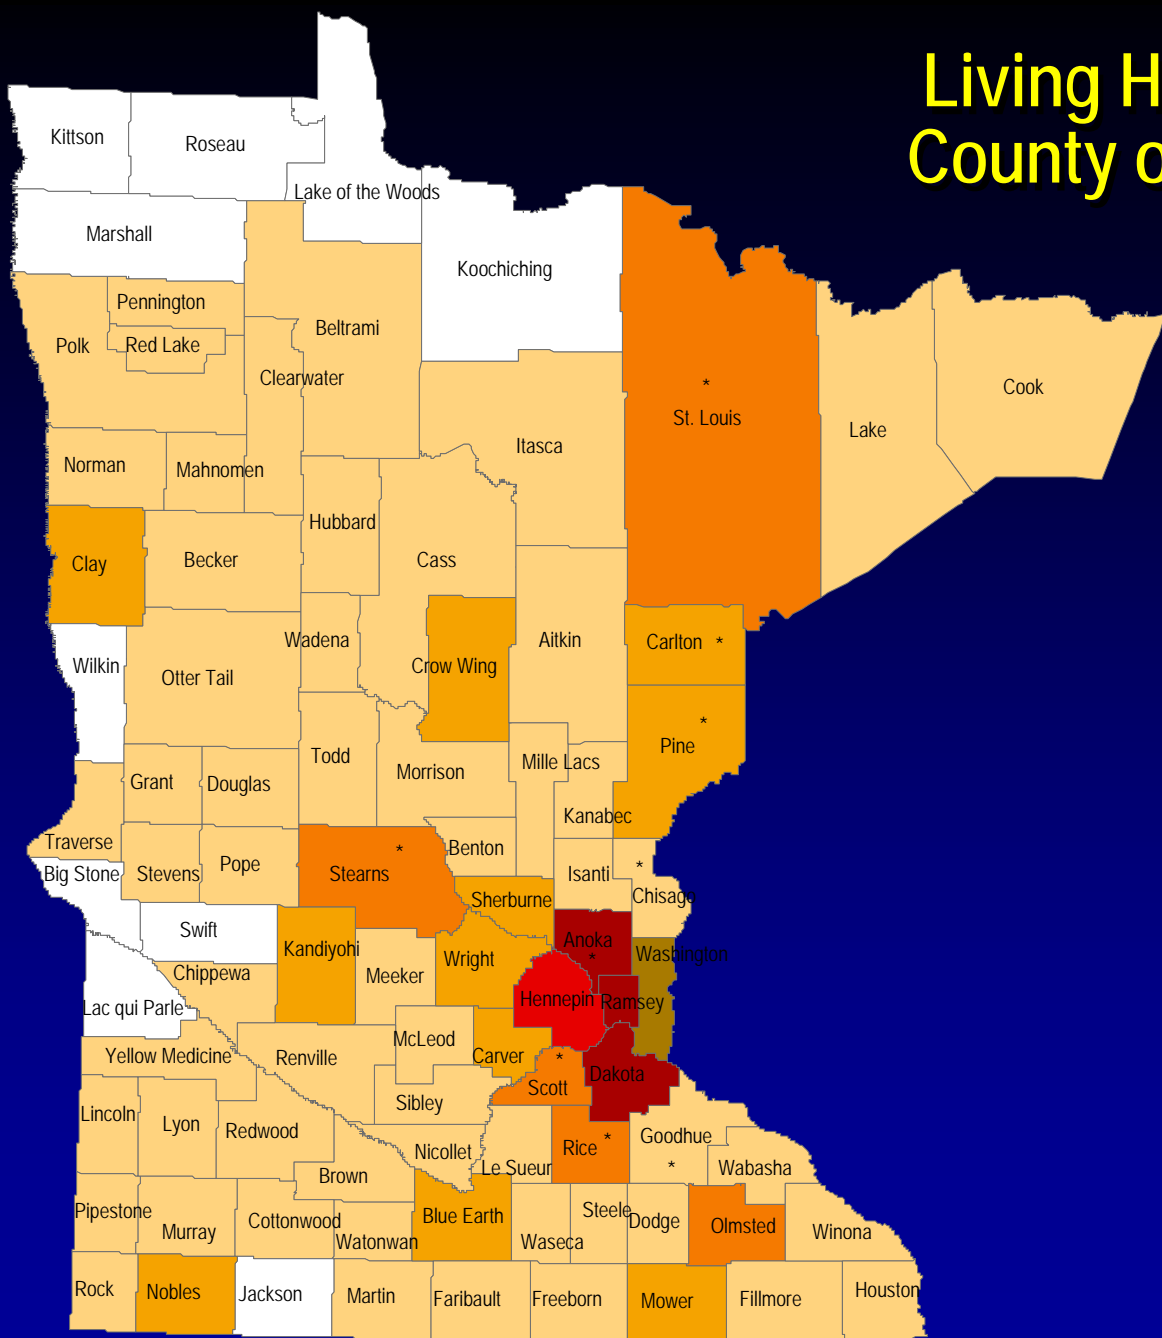 Living H
County o
Kittson
Roseau
Lake of the Woods
Marshall
Koochiching
Pennington
Polk
Red Lake
Beltrami
Clearwater
*
St. Louis
Cook
Lake
Itasca
Norman
Mahnomen
Hubbard
Clay
Becker
Cass
Wadena
Aitkin
Carlton *
Wilkin
Otter Tail
Crow Wing
*
Pine
Todd
Mille Lacs
Morrison
Grant
Douglas
Kanabec
Traverse
Benton
*
Big Stone
Stevens
Pope
Stearns
Isanti
*
Chisago
Sherburne
Swift
Kandiyohi
Anoka
*
Washington
Wright
Chippewa
Meeker
Hennepin
Ramsey
Lac qui Parle
McLeod
Yellow Medicine
Renville
Carver
*
Scott
Dakota
Sibley
Lincoln
Lyon
Redwood
Goodhue
*
Rice *
Nicollet
Le Sueur
Wabasha
Brown
Pipestone
Murray
Cottonwood
Watonwan
Blue Earth
Waseca
Steele
Dodge
Olmsted
Winona
Rock
Nobles
Jackson
Martin
Faribault
Freeborn
Mower
Fillmore
Houston